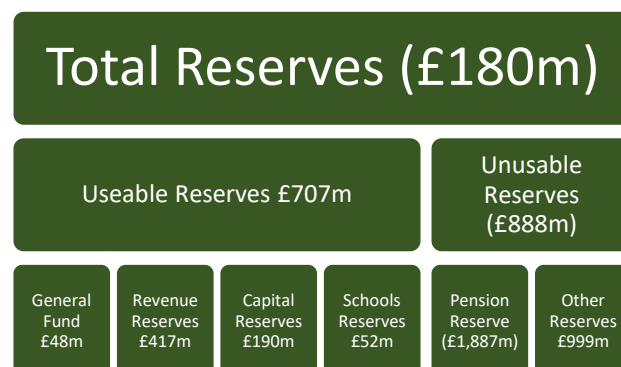 Total Reserves (£180m)
Useable Reserves £707m
Unusable
Reserves
(£888m)
General
Fund
£48m
Revenue
Reserves
£417m
Capital
Reserves
£190m
Schools
Reserves
£52m
Pension
Reserve
(£1,887m)
Other
Reserves
£999m